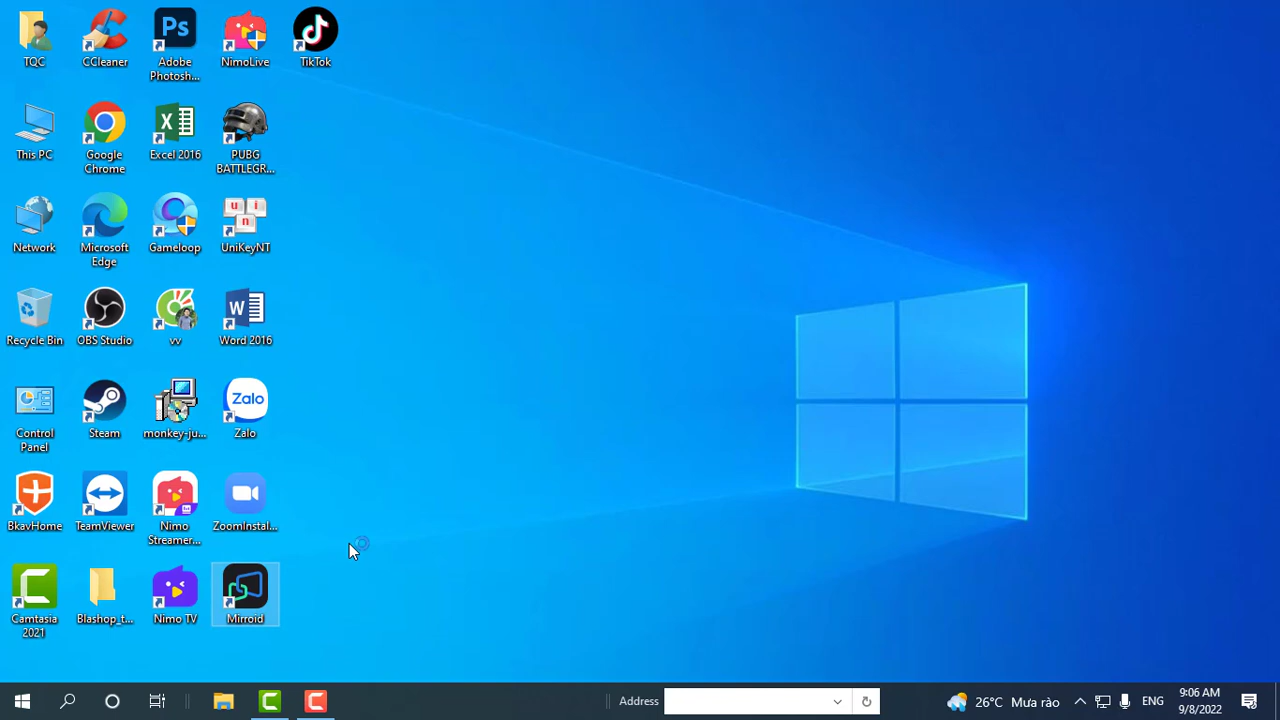 TQC
CCleaner
Adobe
Photosh...
Ps
NimoLive
TikTok
This PC
Google
Chrome
Excel 2016
PUBG
BATTLEGR...
Network
Microsoft
Edge
Gameloop
u i
n
UniKeyNT
Recycle Bin
OBS Studio
vv
Word 2016
Control
Panel
Steam
monkey-ju...
Zalo
Zalo
BkavHome
TeamViewer
Nimo
Streamer...
ZoomInstal...
Camtasia
2021
Blashop_t...
Nimo TV
Mirroid
Address
26°C Mưa rào
ENG
9:06 AM
9/8/2022